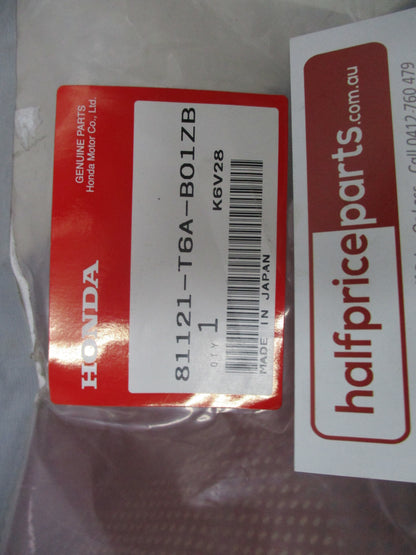 GENUINE PARTS
Honda Motor Co., Ltd.
HONDA
81121-T6A-B01ZB
K6V28
QTY 1
MADE IN JAPAN
halfpriceparts.com.au
Call 0412 760 479